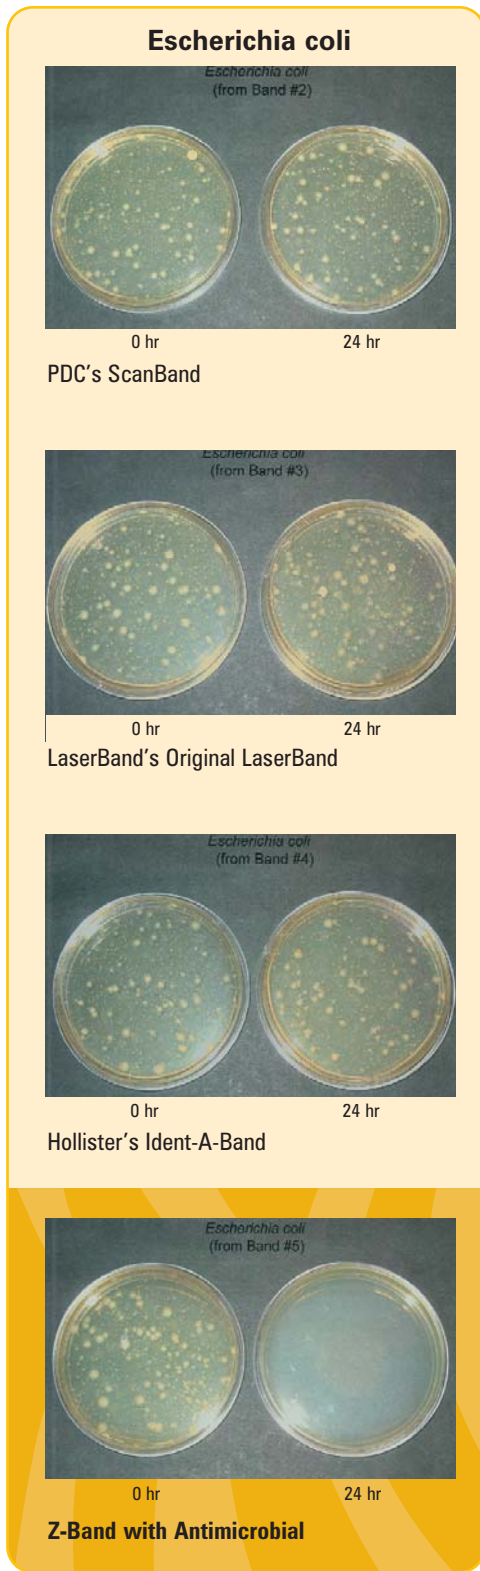 Escherichia coli
Escherichia coli
(from Band #2)
0 hr 24 hr
PDC's ScanBand
Escherichia coli
(from Band #3)
0 hr 24 hr
LaserBand's Original LaserBand
Escherichia coli
(from Band #4)
0 hr 24 hr
Hollister's Ident-A-Band
Escherichia coli
(from Band #5)
0 hr 24 hr
Z-Band with Antimicrobial